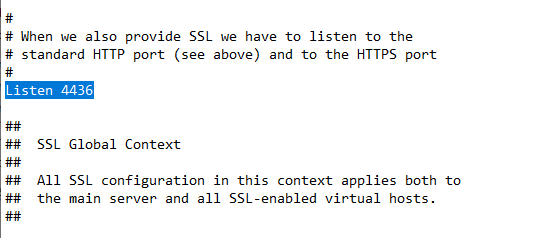 #
# When we also provide SSL we have to listen to the
# standard HTTP port (see above) and to the HTTPS port
#
Listen 4436
##
##  SSL Global Context
##
##  All SSL configuration in this context applies both to
##  the main server and all SSL-enabled virtual hosts.
##